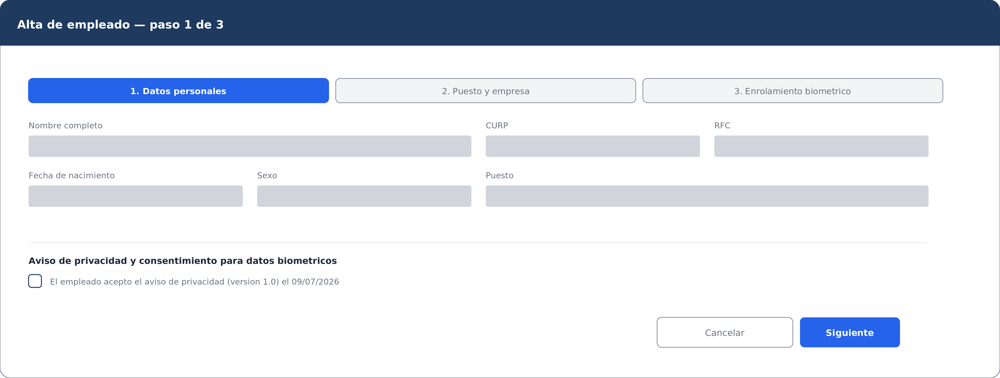 Alta de empleado — paso 1 de 3
1. Datos personales
2. Puesto y empresa
3. Enrolamiento biometrico
Nombre completo
CURP
RFC
Fecha de nacimiento
Sexo
Puesto
Aviso de privacidad y consentimiento para datos biometricos
El empleado acepto el aviso de privacidad (version 1.0) el 09/07/2026
Cancelar
Siguiente